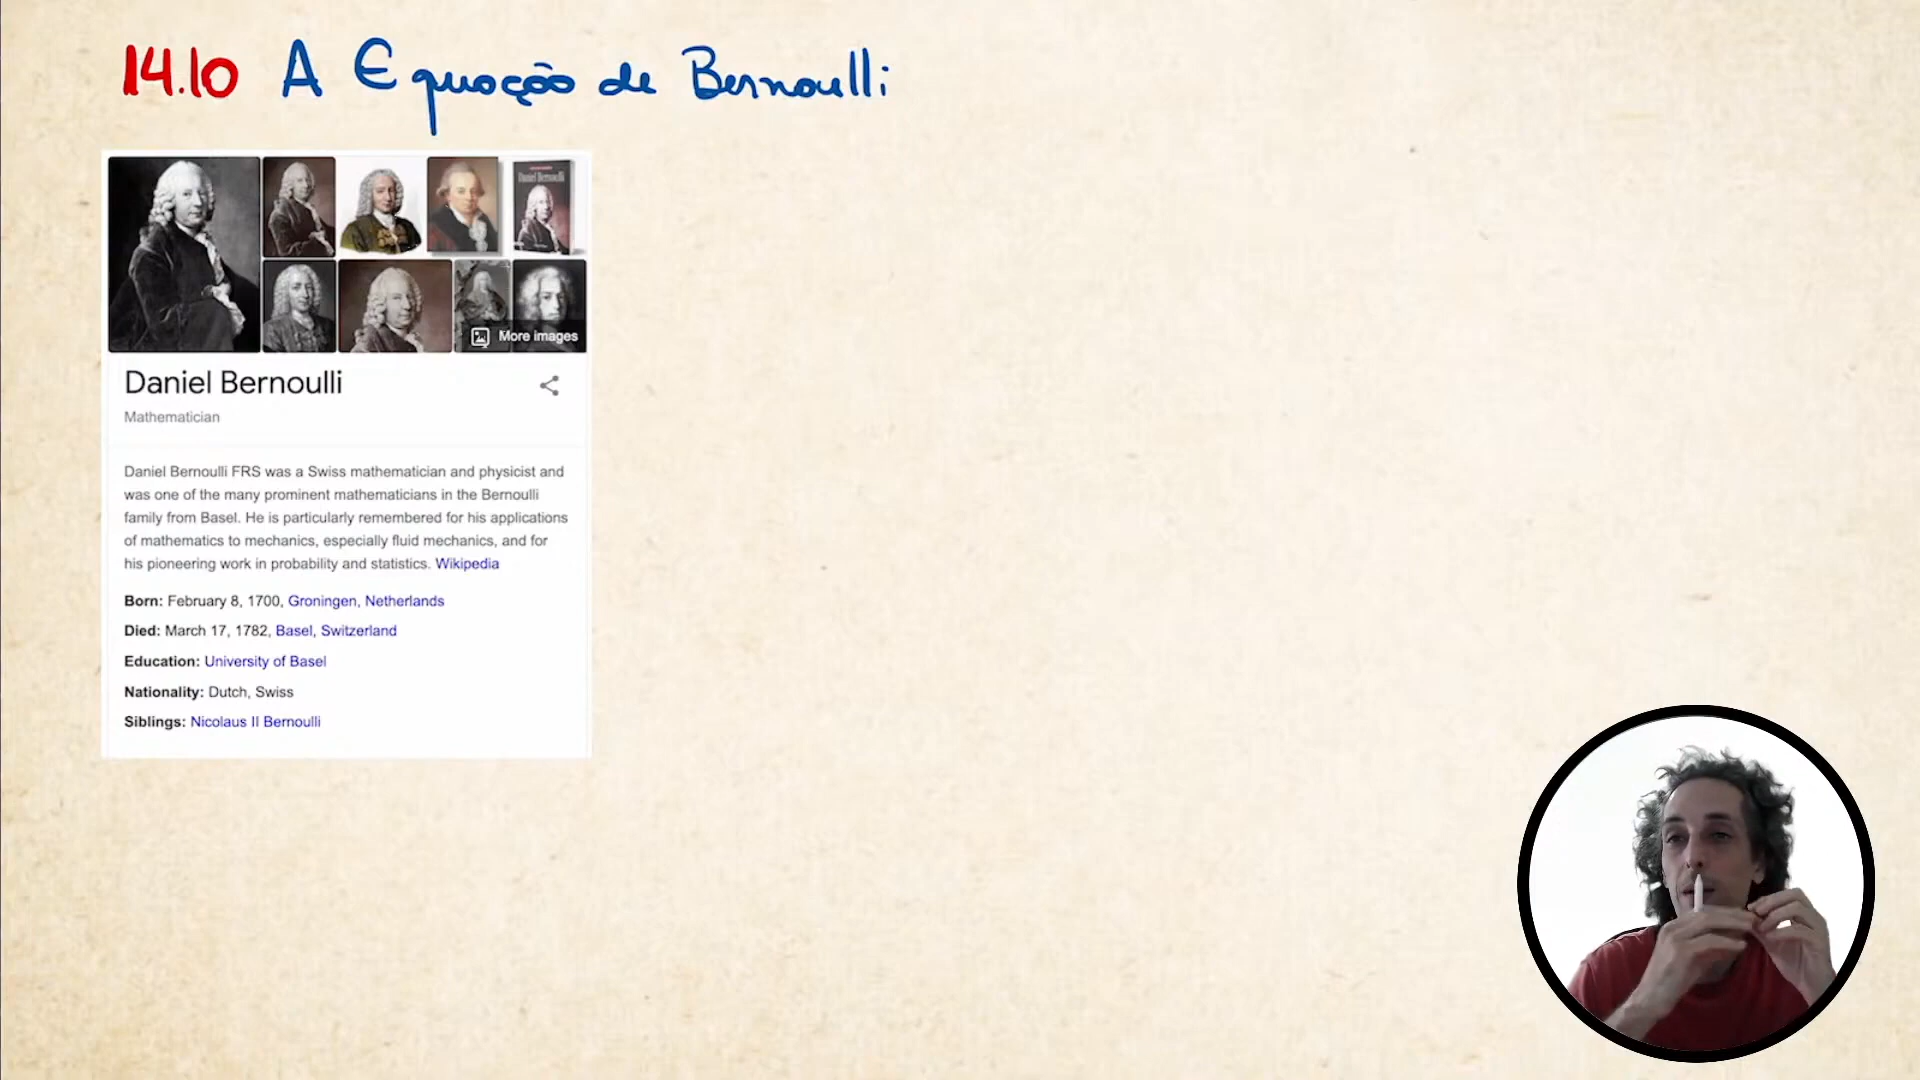 14.10 A Equação de Bernoulli
Daniel Bernoulli
More images
Daniel Bernoulli
Mathematician
Daniel Bernoulli FRS was a Swiss mathematician and physicist and
was one of the many prominent mathematicians in the Bernoulli
family from Basel. He is particularly remembered for his applications
of mathematics to mechanics, especially fluid mechanics, and for
his pioneering work in probability and statistics. Wikipedia
Born: February 8, 1700, Groningen, Netherlands
Died: March 17, 1782, Basel, Switzerland
Education: University of Basel
Nationality: Dutch, Swiss
Siblings: Nicolaus II Bernoulli